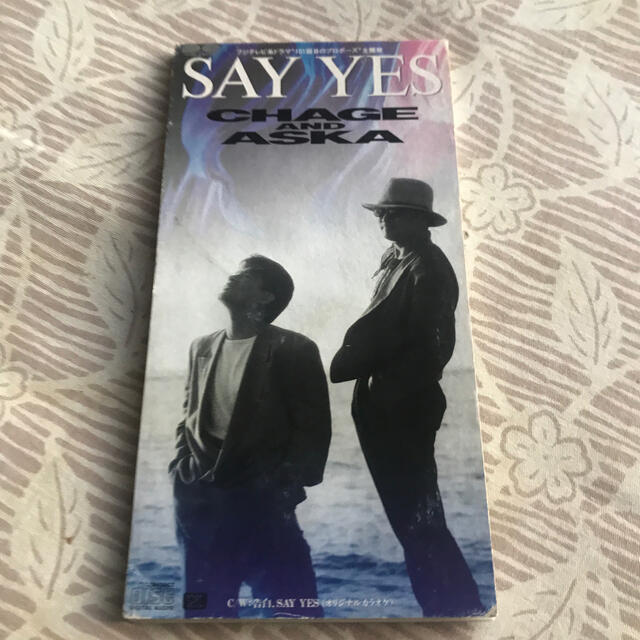 フジテレビ系ドラマ"101回目のプロポーズ"主題歌
SAY YES
CHAGE
AND
ASKA
DISC
C/W:告白, SAY YES (オリジナルカラオケ)